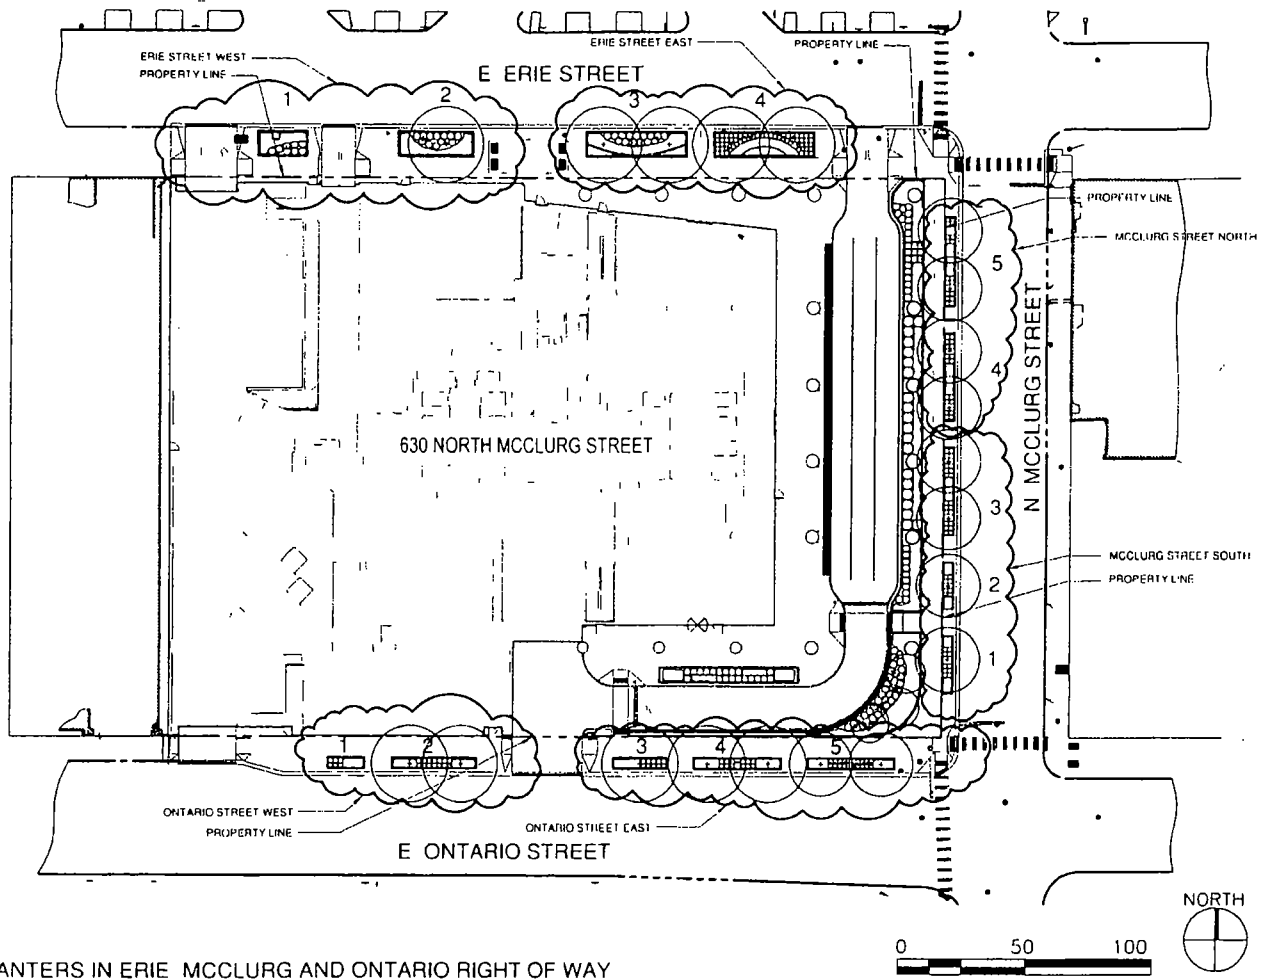 ERIE STREET EAST
PROPERTY LINE
ERIE STREET WEST
PROPERTY LINE
E ERIE STREET
1
2
3
4
PROPERTY LINE
MCCLURG STREET NORTH
5
N MCCLURG STREET
4
630 NORTH MCCLURG STREET
3
MCCLURG STREET SOUTH
2
PROPERTY LINE
1
1
2
3
4
5
ONTARIO STREET WEST
PROPERTY LINE
ONTARIO STREET EAST
E ONTARIO STREET
NORTH
0 50 100
ANTERS IN ERIE MCCLURG AND ONTARIO RIGHT OF WAY